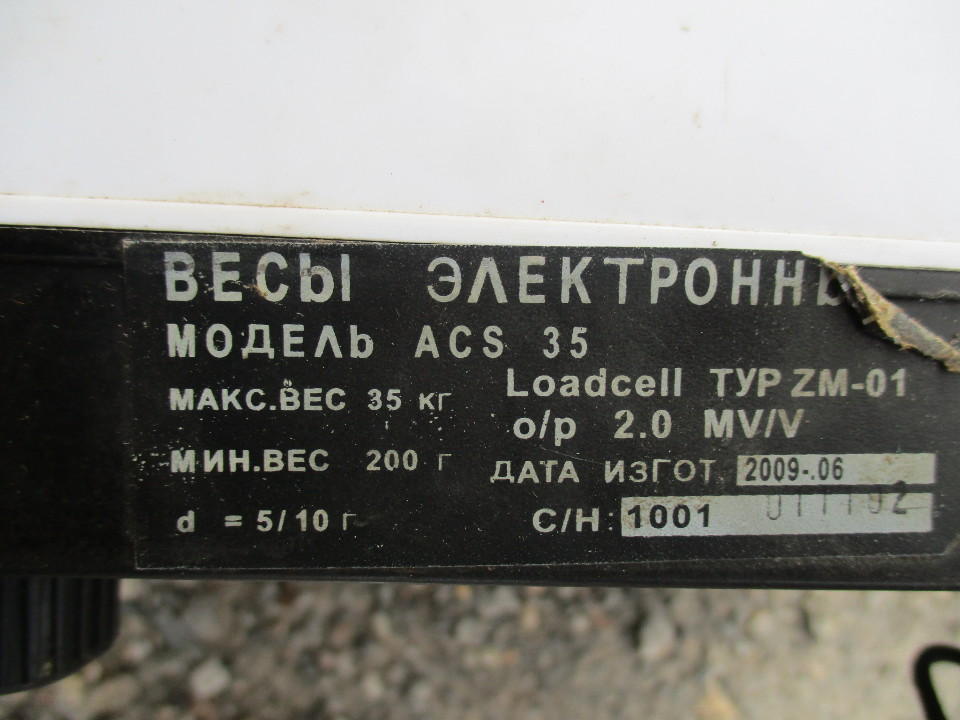 ВЕСЫ ЭЛЕКТРОНН
МОДЕЛЬ ACS 35
МАКС.ВЕС 35 кг
Loadcell TYP ZM-01
o/p 2.0 MV/V
МИН.ВЕС 200 г
ДАТА ИЗГОТ 2009-.06
d = 5/10 г
С/Н: 1001